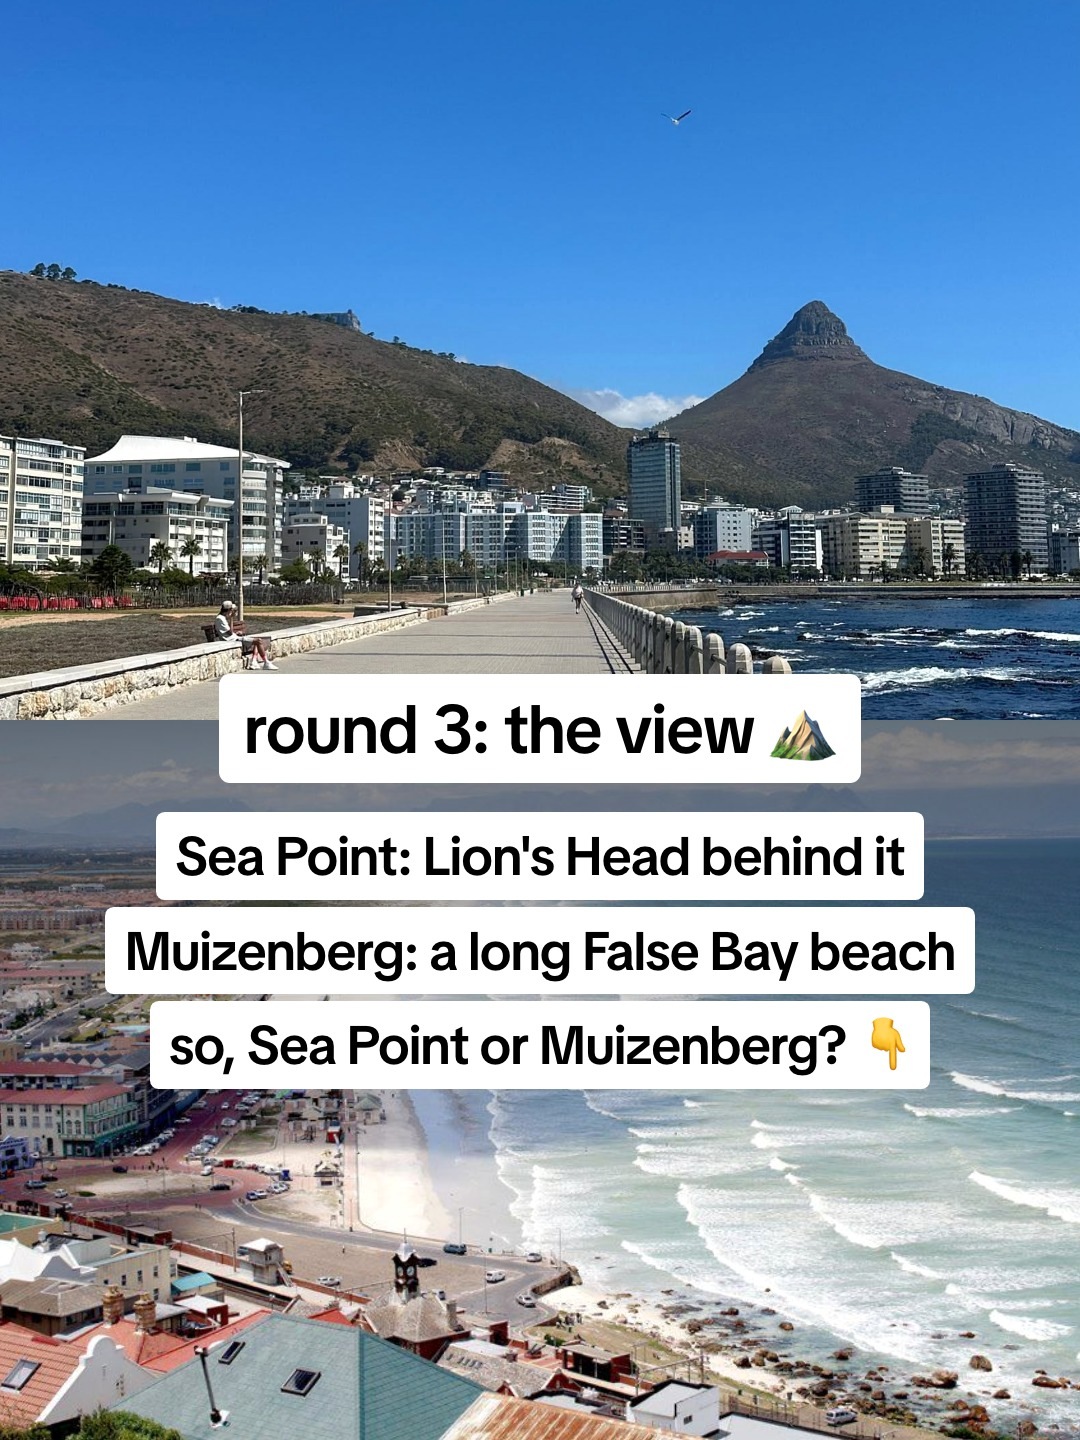 round 3: the view ⛰️
Sea Point: Lion's Head behind it
Muizenberg: a long False Bay beach
so, Sea Point or Muizenberg? 👇